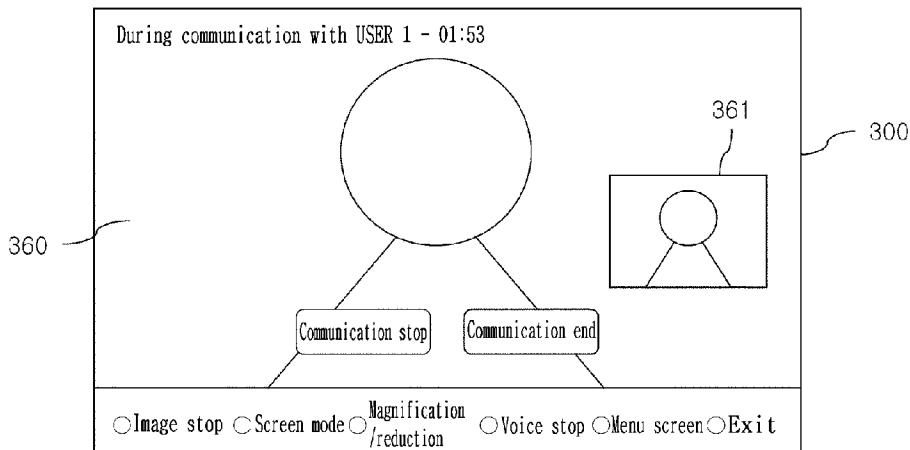 During communication with USER 1 - 01:53
361
300
360
Communication stop
Communication end
Image stop
Screen mode
Magnification
/reduction
Voice stop
Menu screen
Exit